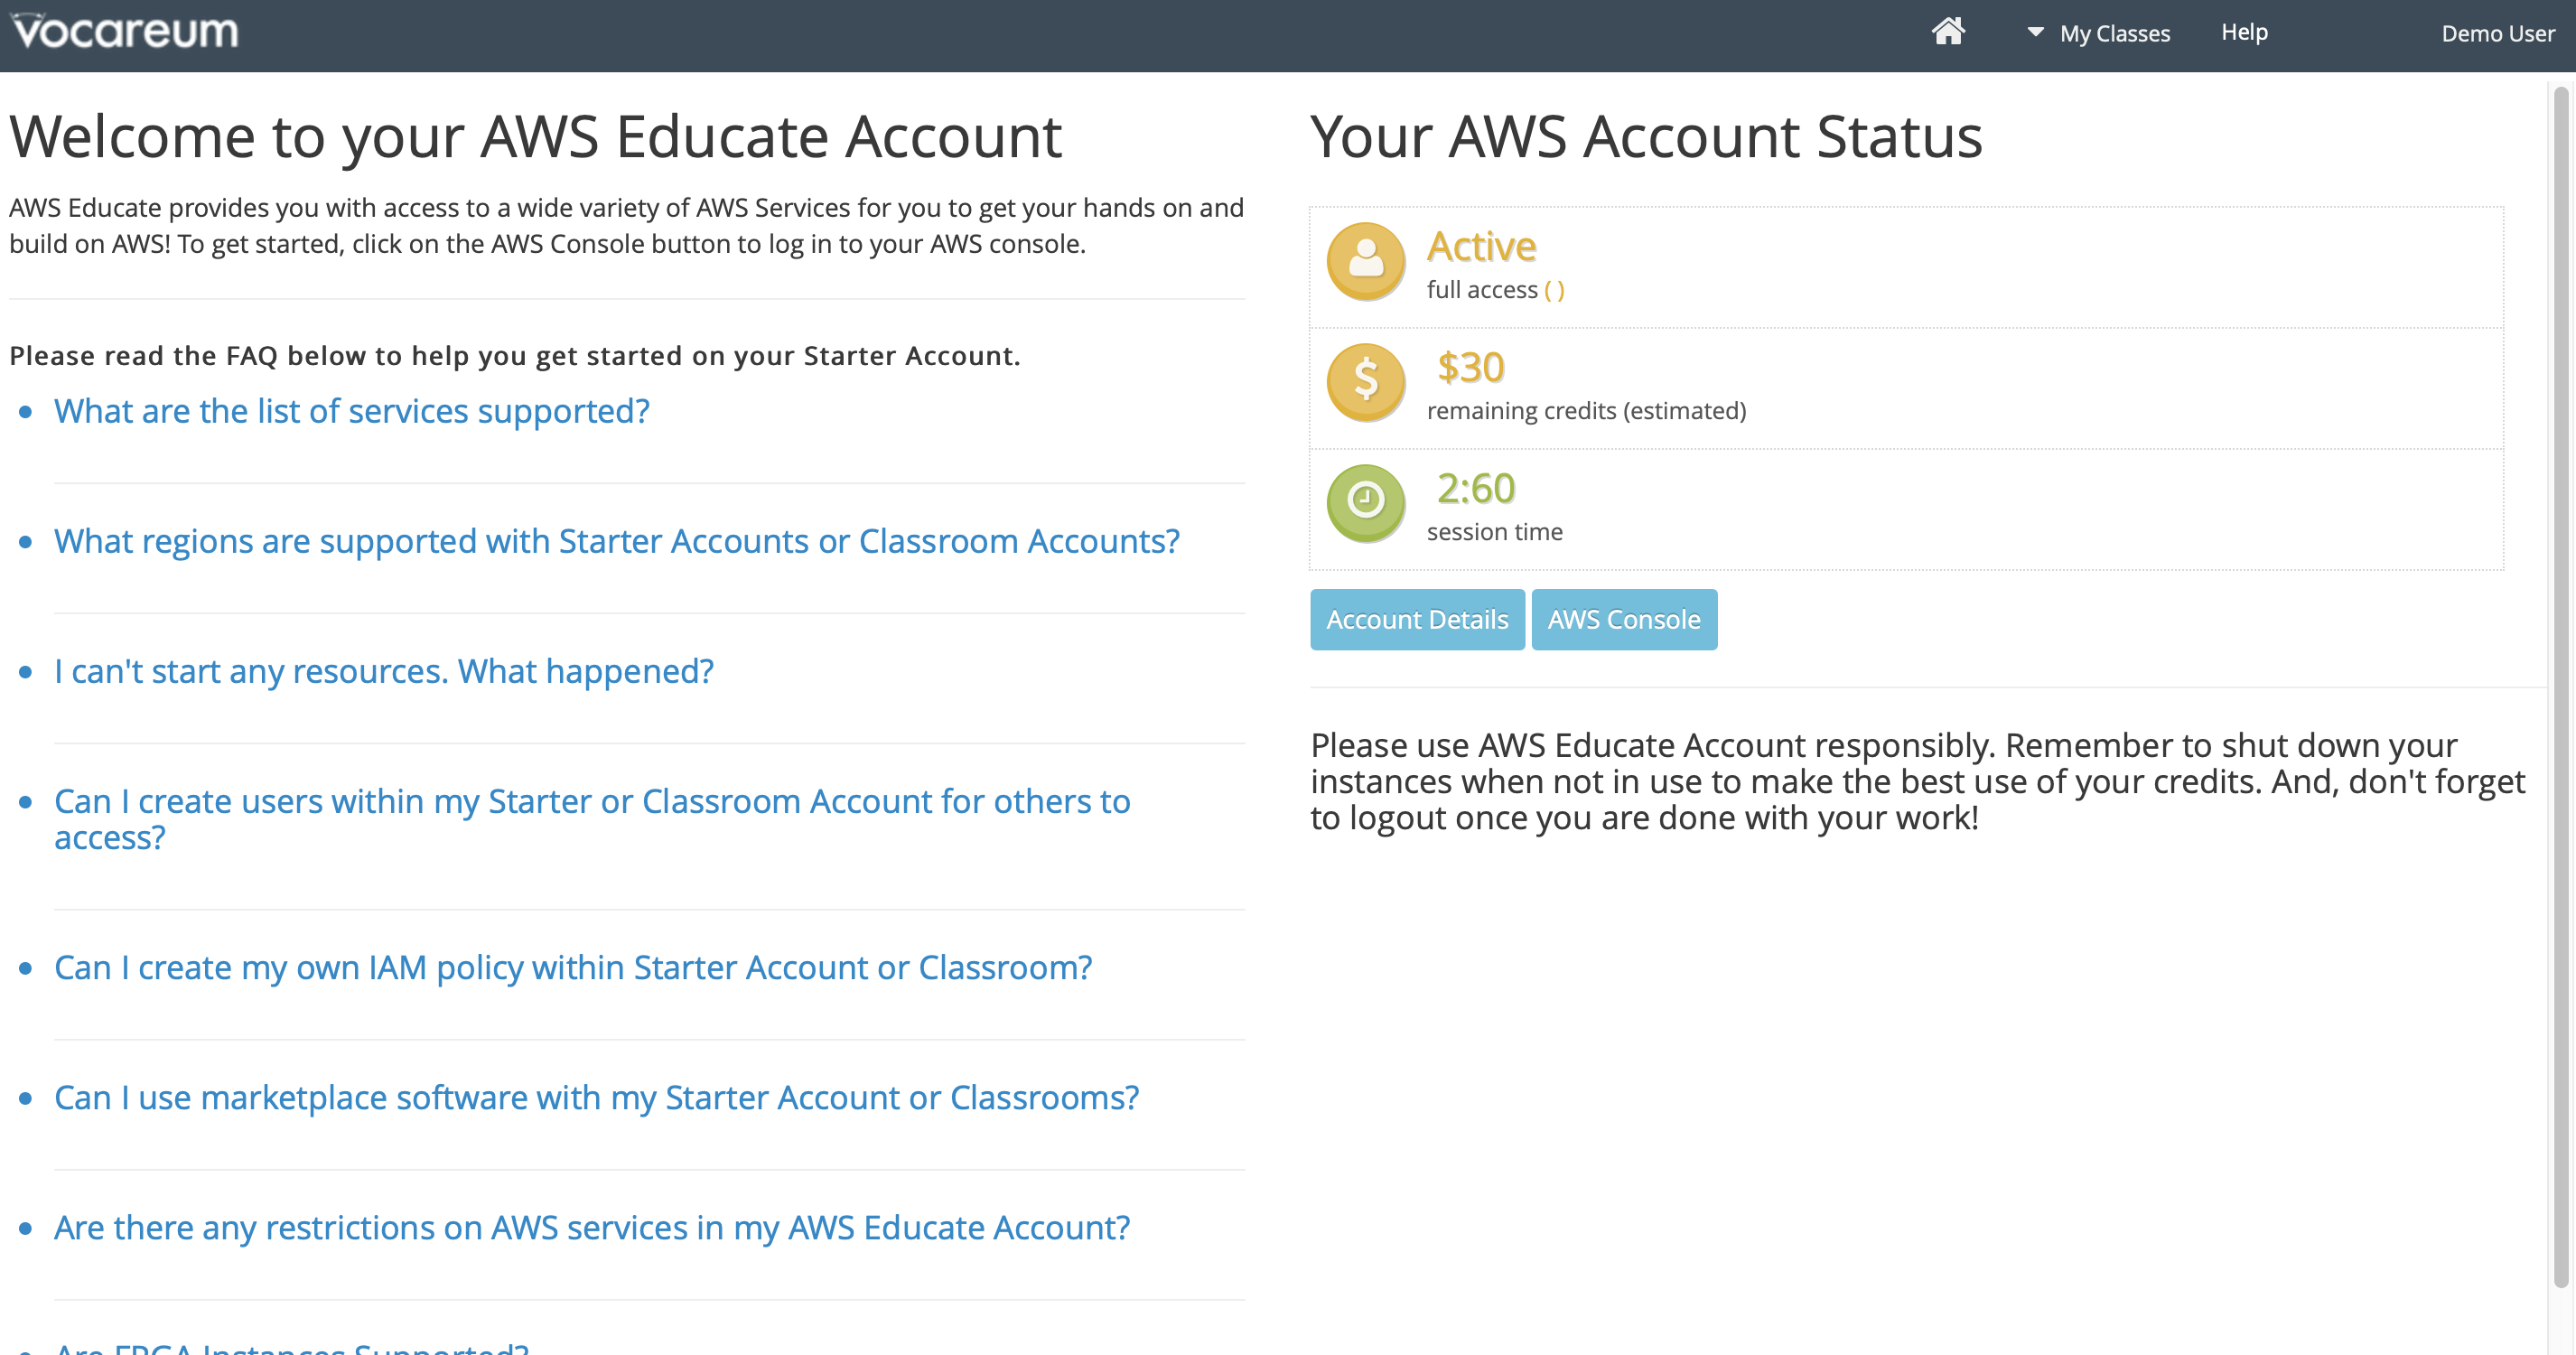 Vocareum
My Classes
Help
Demo User
Welcome to your AWS Educate Account
AWS Educate provides you with access to a wide variety of AWS Services for you to get your hands on and
build on AWS! To get started, click on the AWS Console button to log in to your AWS console.
Please read the FAQ below to help you get started on your Starter Account.
What are the list of services supported?
What regions are supported with Starter Accounts or Classroom Accounts?
I can't start any resources. What happened?
Can I create users within my Starter or Classroom Account for others to
access?
Can I create my own IAM policy within Starter Account or Classroom?
Can I use marketplace software with my Starter Account or Classrooms?
Are there any restrictions on AWS services in my AWS Educate Account?
Are FPGA Instances Supported?
Your AWS Account Status
Active
full access ( )
$30
remaining credits (estimated)
2:60
session time
Account Details
AWS Console
Please use AWS Educate Account responsibly. Remember to shut down your
instances when not in use to make the best use of your credits. And, don't forget
to logout once you are done with your work!